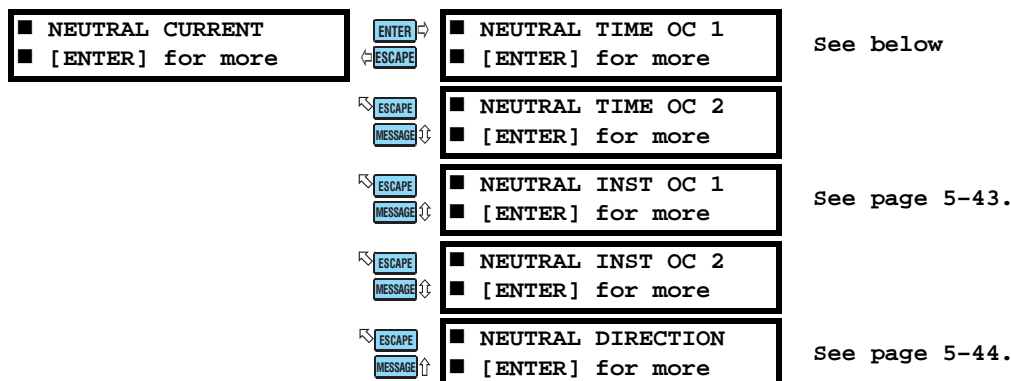 ■ NEUTRAL CURRENT
■ [ENTER] for more
ENTER
ESCAPE
■ NEUTRAL TIME OC 1
■ [ENTER] for more
See below
ESCAPE
MESSAGE
■ NEUTRAL TIME OC 2
■ [ENTER] for more
ESCAPE
MESSAGE
■ NEUTRAL INST OC 1
■ [ENTER] for more
See page 5–43.
ESCAPE
MESSAGE
■ NEUTRAL INST OC 2
■ [ENTER] for more
ESCAPE
MESSAGE
■ NEUTRAL DIRECTION
■ [ENTER] for more
See page 5–44.